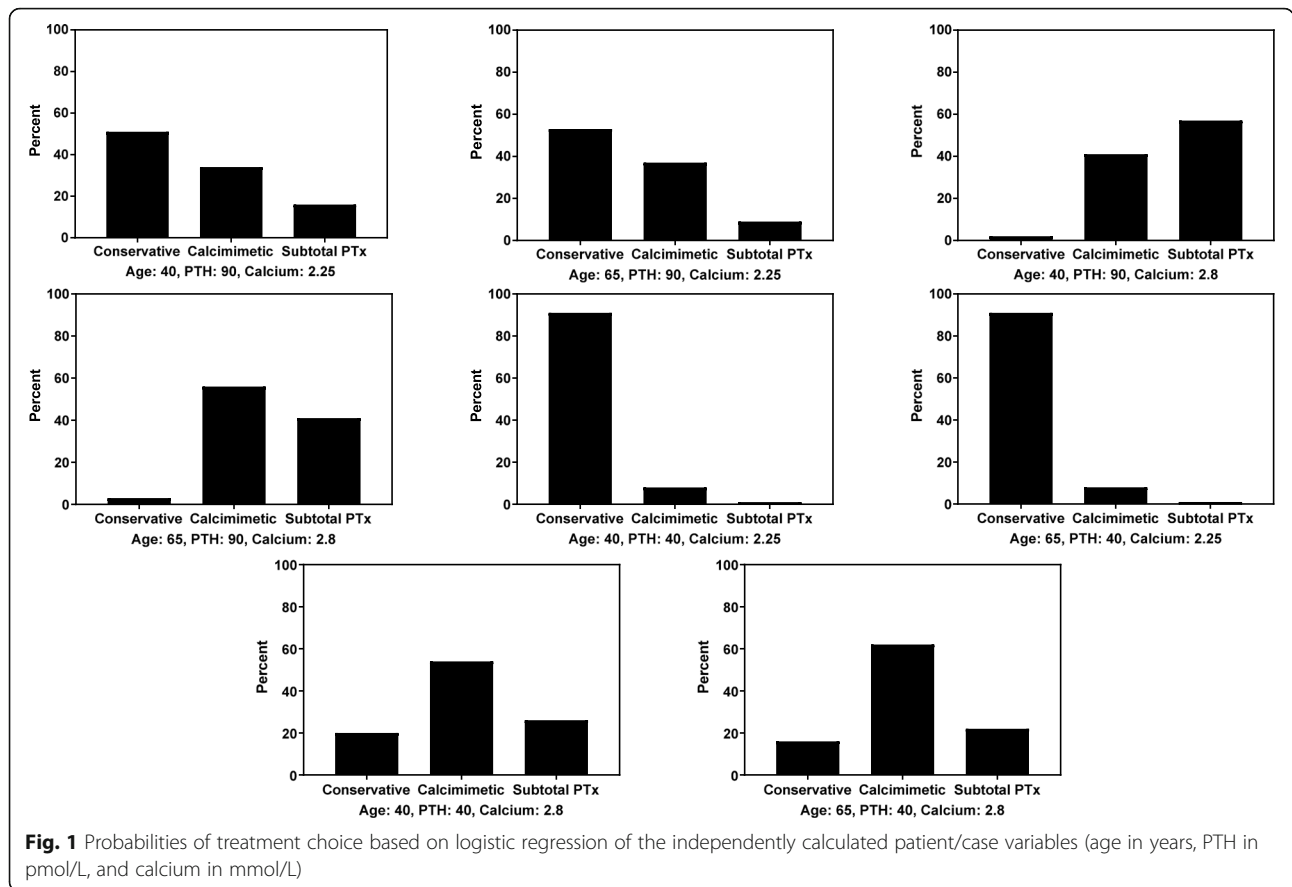 100
80
60
40
20
0
Percent
Conservative Calcimimetic Subtotal PTx
Age: 40, PTH: 90, Calcium: 2.25
100
80
60
40
20
0
Percent
Conservative Calcimimetic Subtotal PTx
Age: 65, PTH: 90, Calcium: 2.25
100
80
60
40
20
0
Percent
Conservative Calcimimetic Subtotal PTx
Age: 40, PTH: 90, Calcium: 2.8
100
80
60
40
20
0
Percent
Conservative Calcimimetic Subtotal PTx
Age: 65, PTH: 90, Calcium: 2.8
100
80
60
40
20
0
Percent
Conservative Calcimimetic Subtotal PTx
Age: 40, PTH: 40, Calcium: 2.25
100
80
60
40
20
0
Percent
Conservative Calcimimetic Subtotal PTx
Age: 65, PTH: 40, Calcium: 2.25
100
80
60
40
20
0
Percent
Conservative Calcimimetic Subtotal PTx
Age: 40, PTH: 40, Calcium: 2.8
100
80
60
40
20
0
Percent
Conservative Calcimimetic Subtotal PTx
Age: 65, PTH: 40, Calcium: 2.8
Fig. 1 Probabilities of treatment choice based on logistic regression of the independently calculated patient/case variables (age in years, PTH in
pmol/L, and calcium in mmol/L)